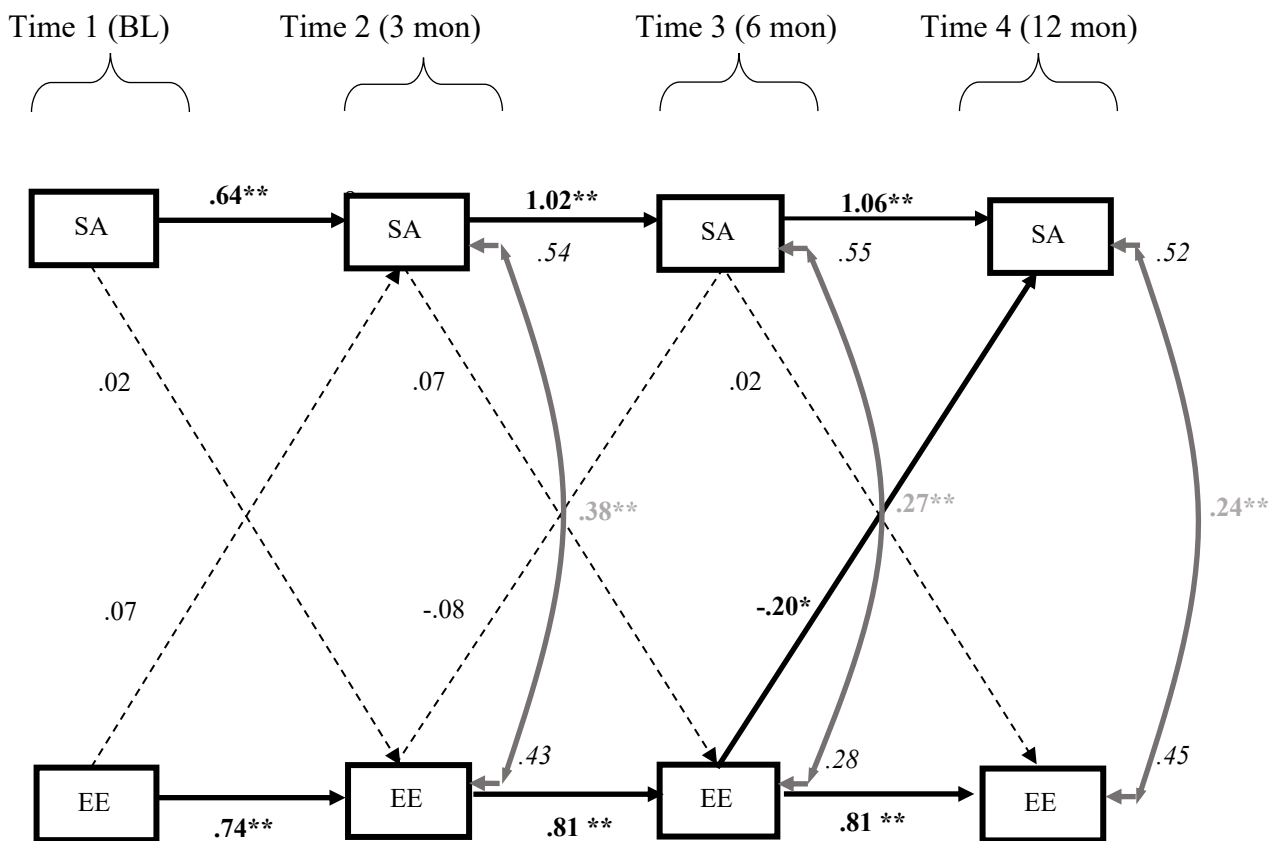 Time 1 (BL) Time 2 (3 mon) Time 3 (6 mon) Time 4 (12 mon)
.64** 1.02** 1.06**
SA SA SA SA
.54 .55 .52
.02 .07 .02
.38** .27** .24**
.07 -.08 -.20*
.43 .28 .45
EE EE EE EE
.74** .81 ** .81 **